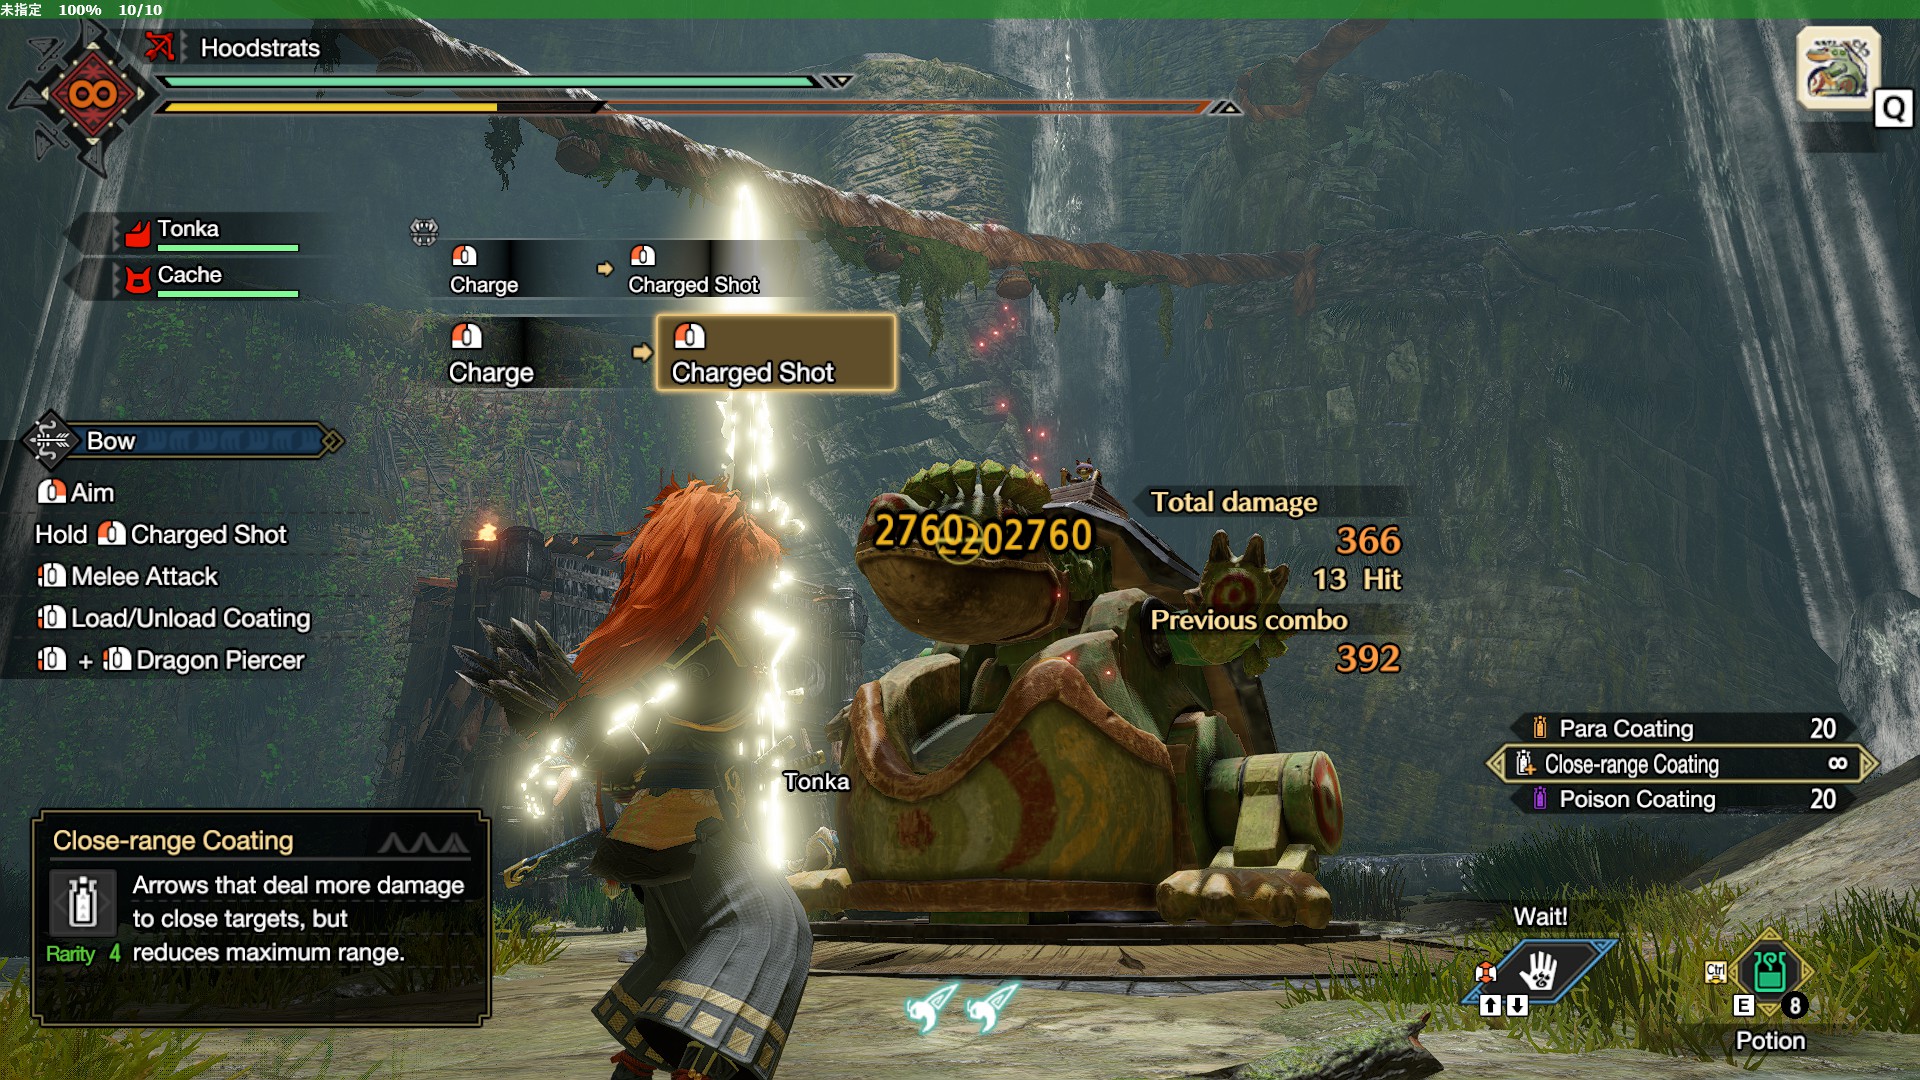 未指定 100% 10/10
Hoodstrats
Q
Tonka
Cache
Charge
Charged Shot
Charge
Charged Shot
Bow
Aim
Hold Charged Shot
Melee Attack
Load/Unload Coating
+ Dragon Piercer
2760
2760
Total damage
366
13 Hit
Previous combo
392
Tonka
Para Coating 20
Close-range Coating ∞
Poison Coating 20
Close-range Coating
Arrows that deal more damage
to close targets, but
Rarity 4 reduces maximum range.
Wait!
Ctrl
E 8
Potion